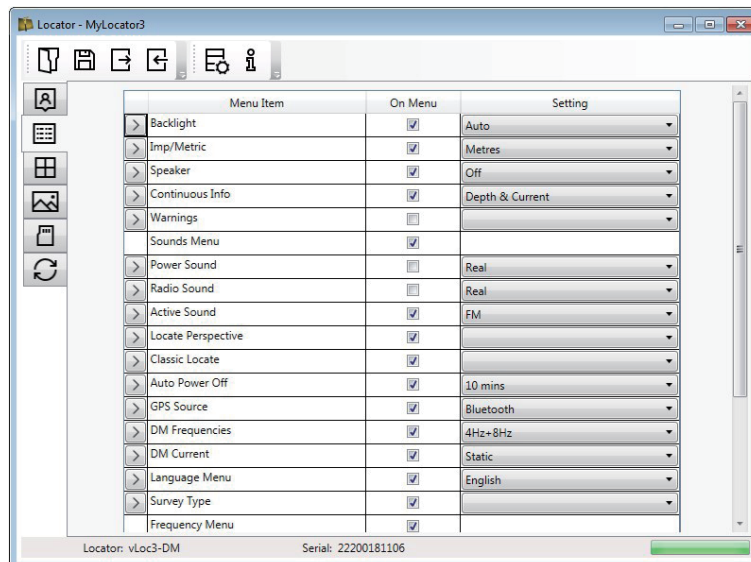 Locator - MyLocator3
Menu Item On Menu Setting
Backlight Auto
Imp/Metric Metres
Speaker Off
Continuous Info Depth & Current
Warnings
Sounds Menu
Power Sound Real
Radio Sound Real
Active Sound FM
Locate Perspective
Classic Locate
Auto Power Off 10 mins
GPS Source Bluetooth
DM Frequencies 4Hz+8Hz
DM Current Static
Language Menu English
Survey Type
Frequency Menu
Locator: vLoc3-DM Serial: 22200181106